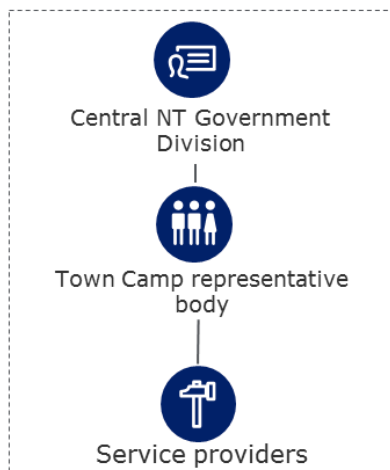 Central NT Government
Division
Town Camp representative
body
Service providers